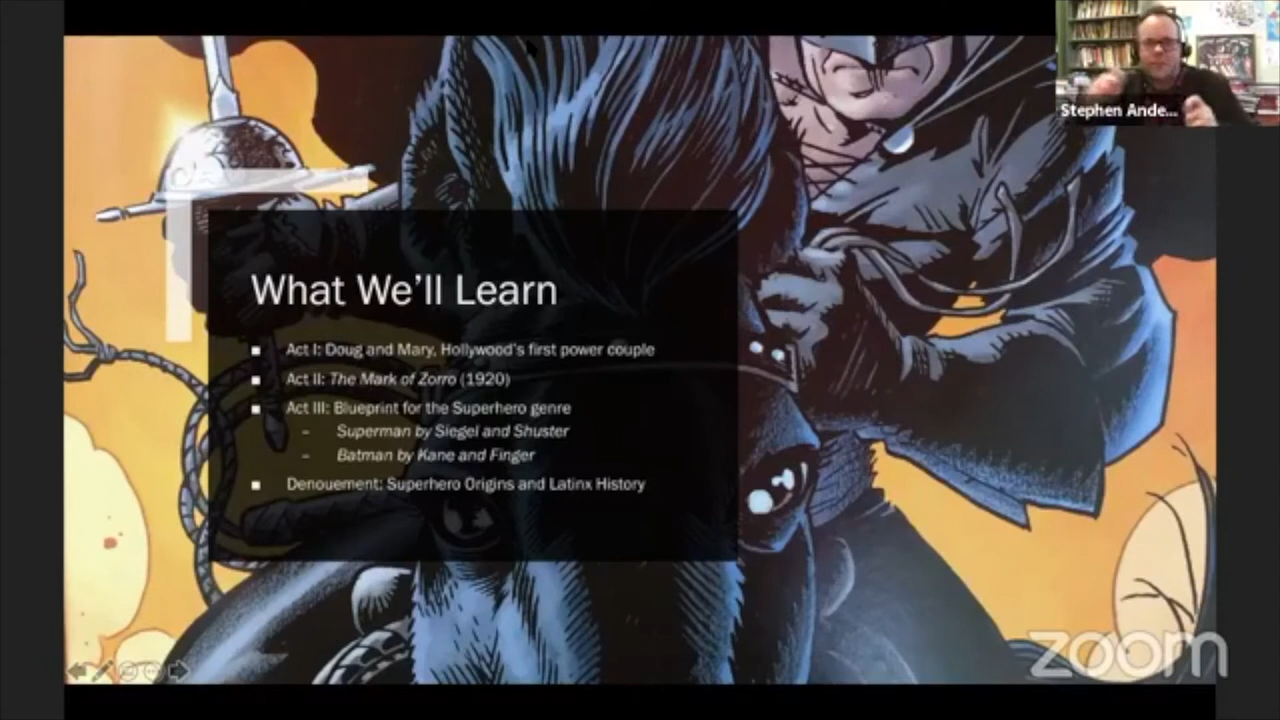 Stephen Ande...
What We'll Learn
Act I: Doug and Mary, Hollywood's first power couple
Act II: The Mark of Zorro (1920)
Act III: Blueprint for the Superhero genre
– Superman by Siegel and Shuster
– Batman by Kane and Finger
Denouement: Superhero Origins and Latinx History
zoom